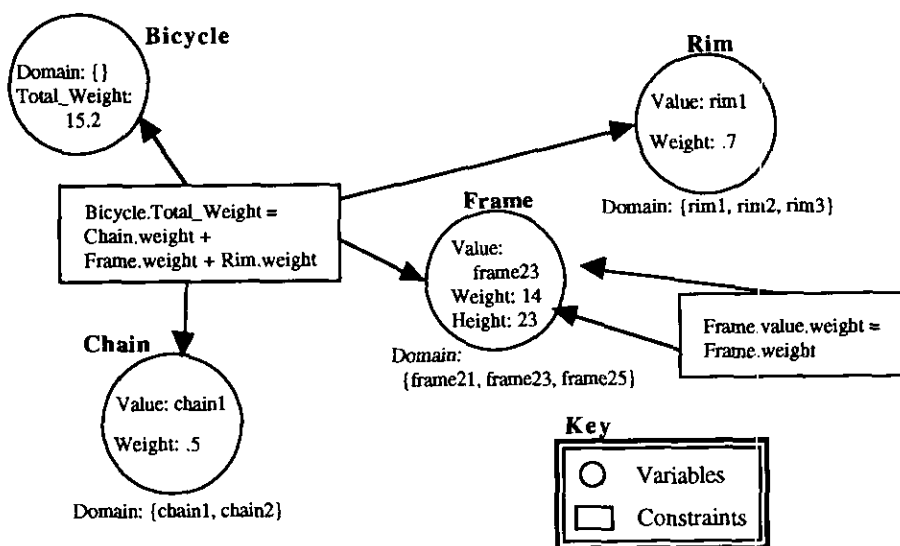 Bicycle
Domain: {}
Total_Weight:
15.2
Rim
Value: rim1
Weight: .7
Domain: {rim1, rim2, rim3}
Bicycle.Total_Weight =
Chain.weight +
Frame.weight + Rim.weight
Frame
Value:
frame23
Weight: 14
Height: 23
Domain:
{frame21, frame23, frame25}
Frame.value.weight =
Frame.weight
Chain
Value: chain1
Weight: .5
Domain: {chain1, chain2}
Key
Variables
Constraints